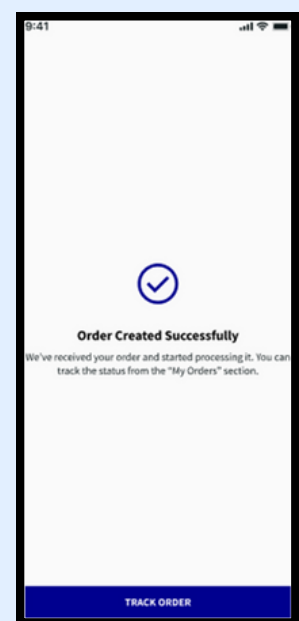 9:41
Order Created Successfully
We've received your order and started processing it. You can
track the status from the "My Orders" section.
TRACK ORDER